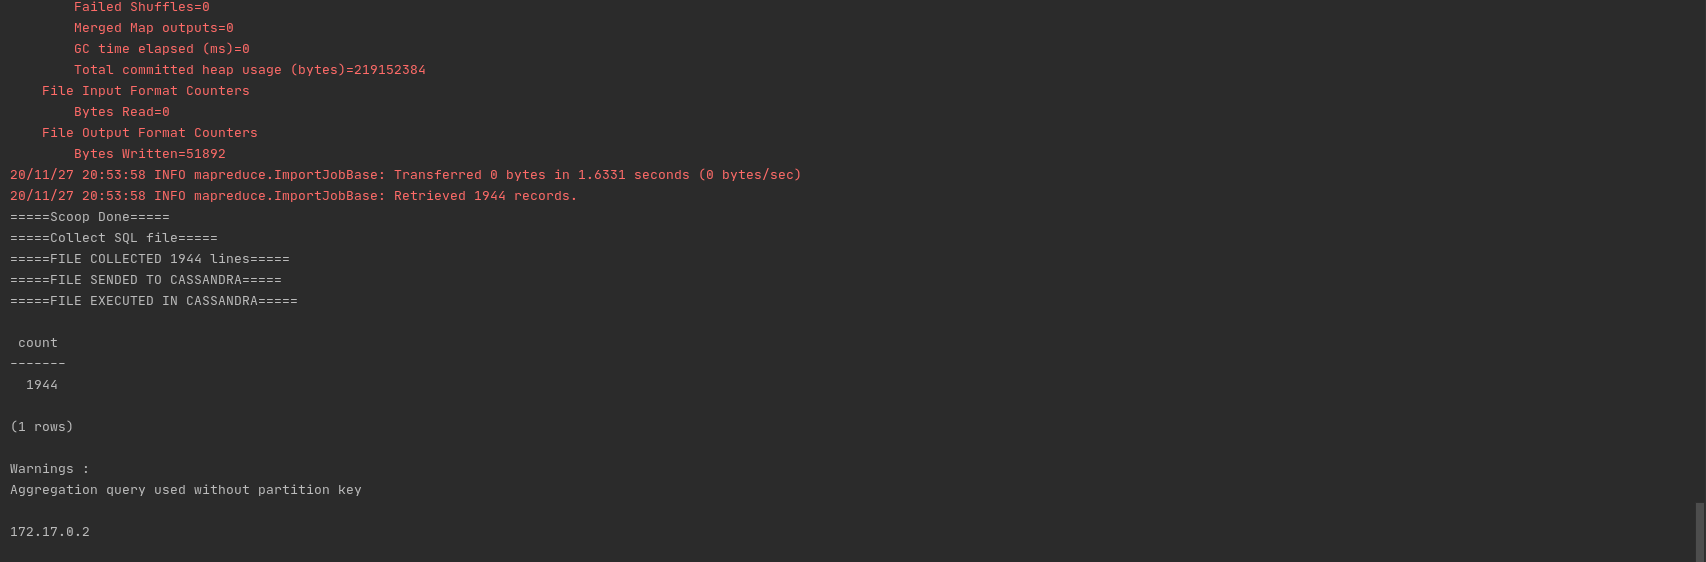 Failed Shuffles=0
Merged Map outputs=0
GC time elapsed (ms)=0
Total committed heap usage (bytes)=219152384
File Input Format Counters
Bytes Read=0
File Output Format Counters
Bytes Written=51892
20/11/27 20:53:58 INFO mapreduce.ImportJobBase: Transferred 0 bytes in 1.6331 seconds (0 bytes/sec)
20/11/27 20:53:58 INFO mapreduce.ImportJobBase: Retrieved 1944 records.
=====Scoop Done=====
=====Collect SQL file=====
=====FILE COLLECTED 1944 lines=====
=====FILE SENDED TO CASSANDRA=====
=====FILE EXECUTED IN CASSANDRA=====
count
-------
1944
(1 rows)
Warnings :
Aggregation query used without partition key
172.17.0.2